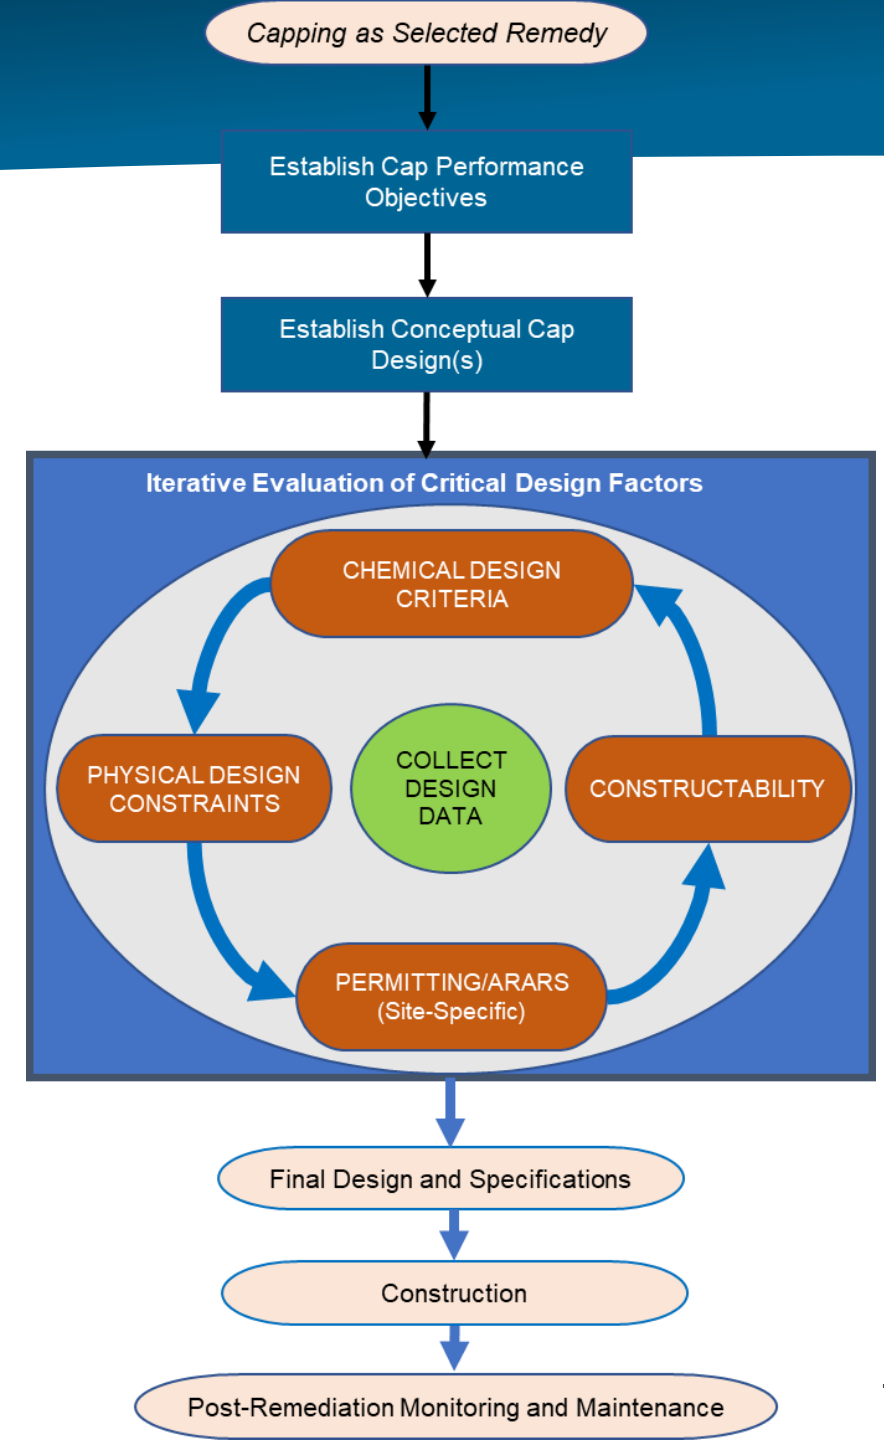 Capping as Selected Remedy
Establish Cap Performance
Objectives
Establish Conceptual Cap
Design(s)
Iterative Evaluation of Critical Design Factors
CHEMICAL DESIGN
CRITERIA
PHYSICAL DESIGN
CONSTRAINTS
COLLECT
DESIGN
DATA
CONSTRUCTABILITY
PERMITTING/ARARS
(Site-Specific)
Final Design and Specifications
Construction
Post-Remediation Monitoring and Maintenance